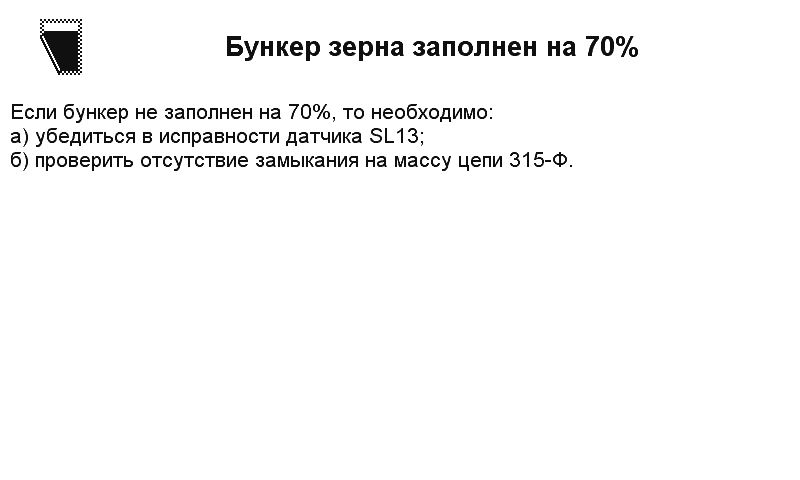 Бункер зерна заполнен на 70%
Если бункер не заполнен на 70%, то необходимо:
а) убедиться в исправности датчика SL13;
б) проверить отсутствие замыкания на массу цепи 315-Ф.